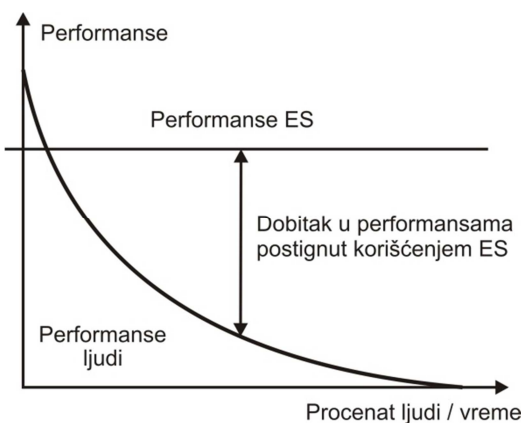 Performanse
Performanse ES
Dobitak u performansama
postignut korišćenjem ES
Performanse
ljudi
Procenat ljudi / vreme